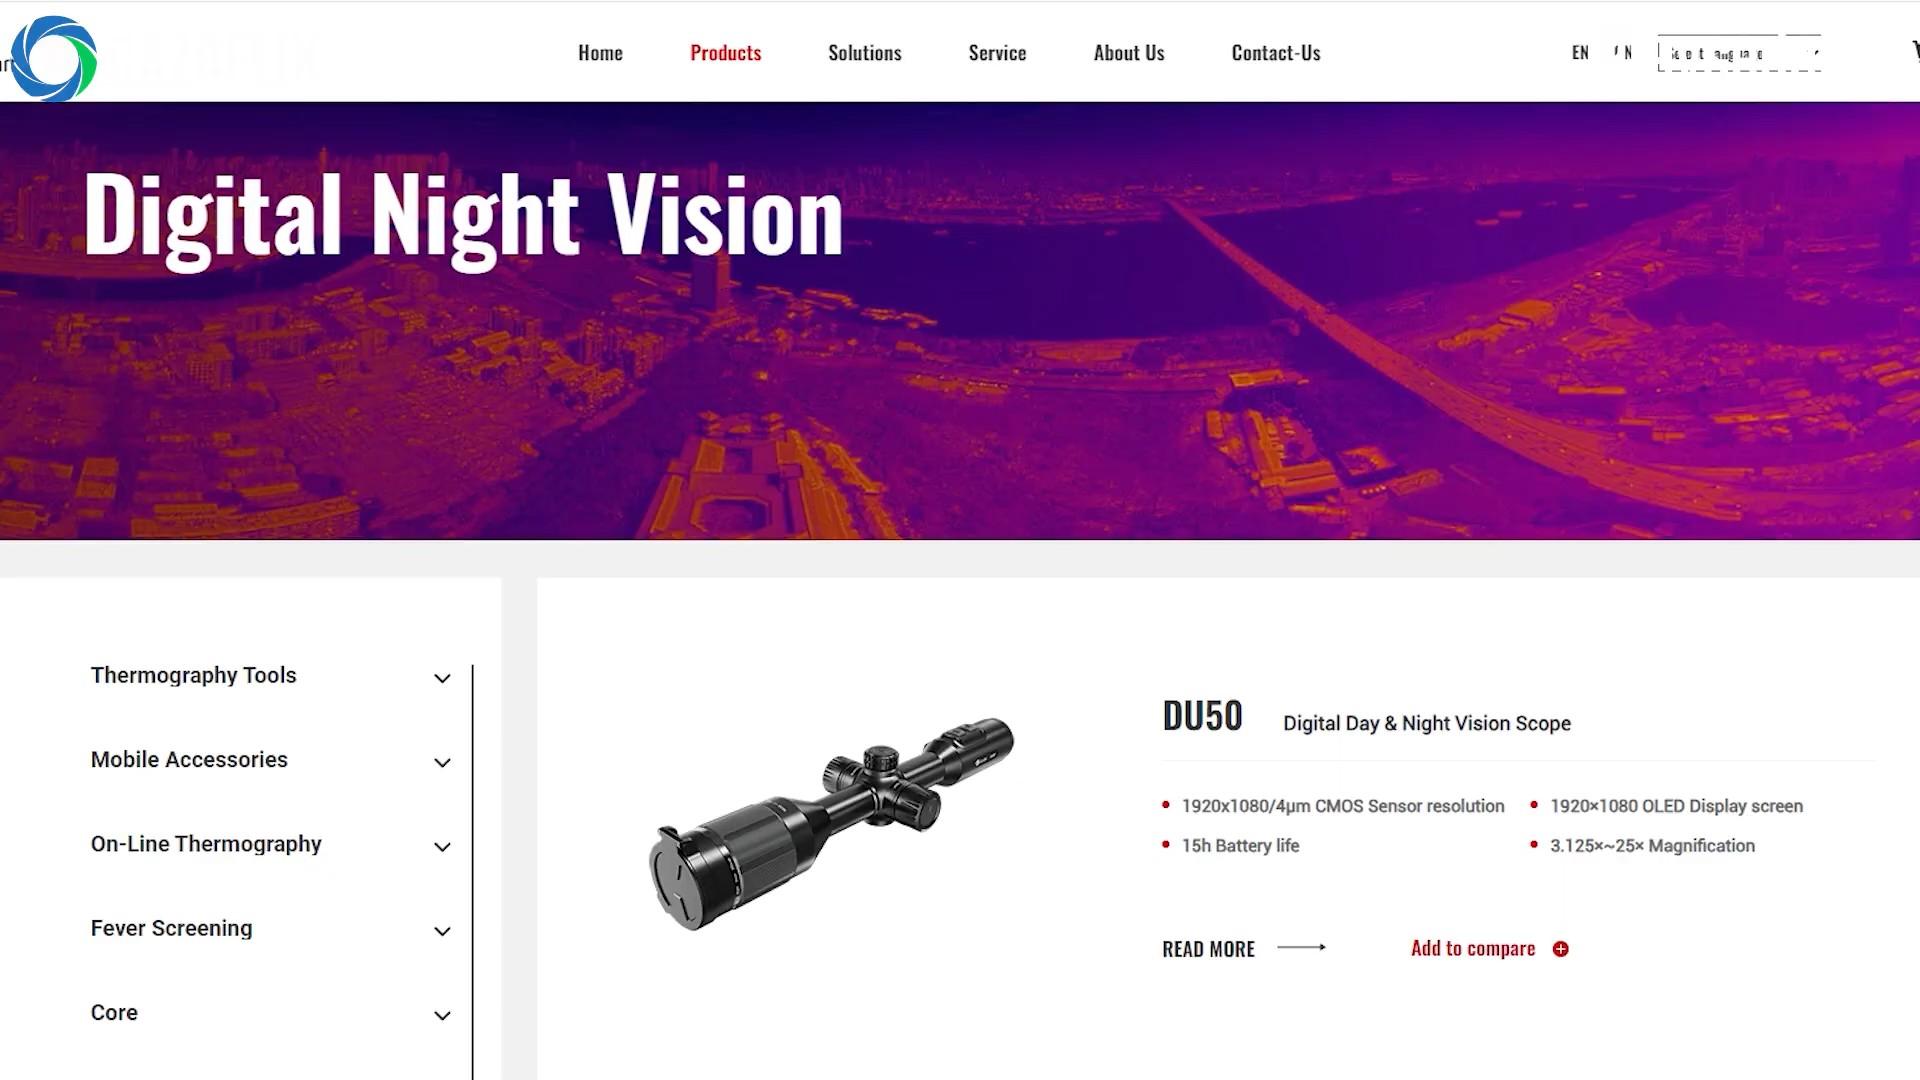 Home
Products
Solutions
Service
About Us
Contact-Us
EN
Digital Night Vision
Thermography Tools
Mobile Accessories
On-Line Thermography
Fever Screening
Core
DU50
Digital Day & Night Vision Scope
1920x1080/4μm CMOS Sensor resolution
1920×1080 OLED Display screen
15h Battery life
3.125×~25× Magnification
READ MORE
Add to compare